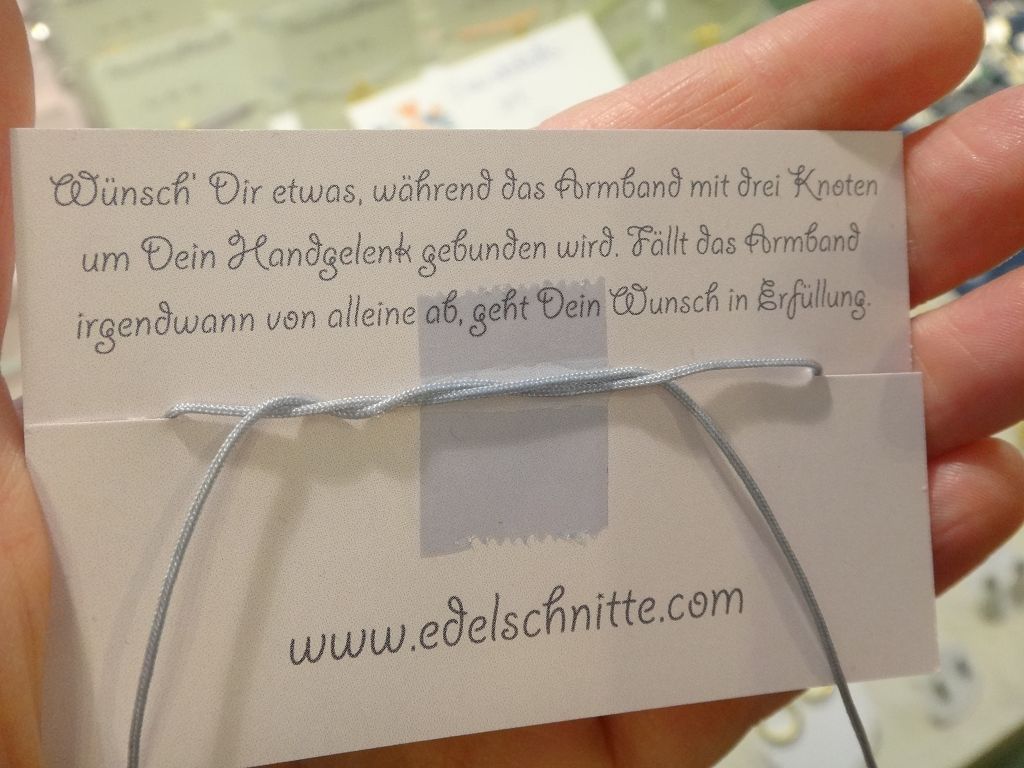 Wünsch' Dir etwas, während das Armband mit drei Knoten
um Dein Handgelenk gebunden wird. Fällt das Armband
irgendwann von alleine ab, geht Dein Wunsch in Erfüllung.
www.edelschnitte.com